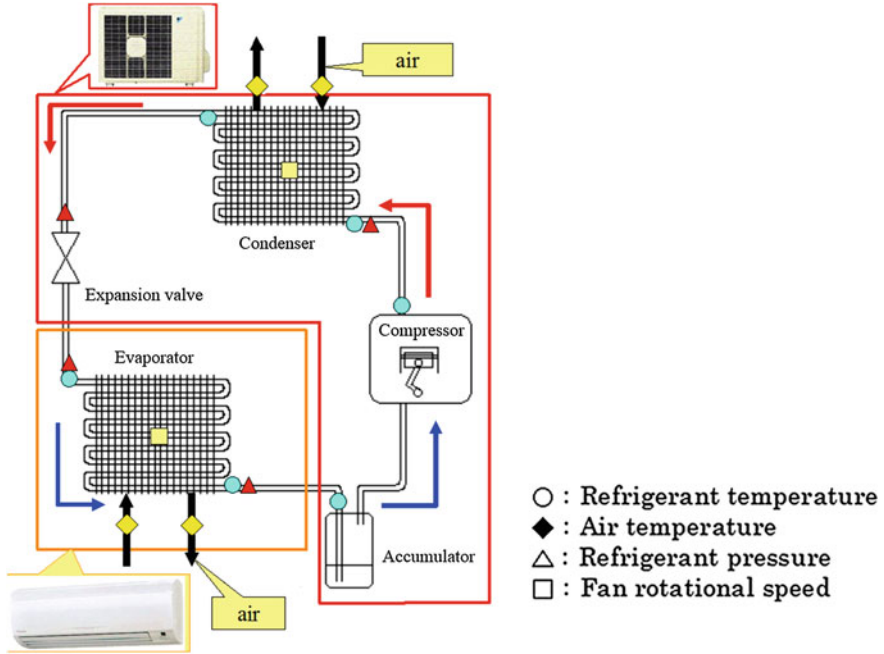 air
Condenser
Expansion valve
Compressor
Evaporator
Accumulator
air
○ : Refrigerant temperature
◆ : Air temperature
△ : Refrigerant pressure
□ : Fan rotational speed